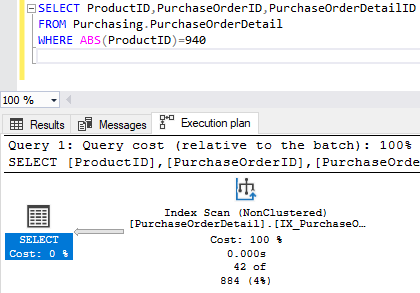 SELECT ProductID,PurchaseOrderID,PurchaseOrderDetailID
FROM Purchasing.PurchaseOrderDetail
WHERE ABS(ProductID)=940
100 %
Results Messages Execution plan
Query 1: Query cost (relative to the batch): 100%
SELECT [ProductID],[PurchaseOrderID],[PurchaseOrde
Index Scan (NonClustered)
[PurchaseOrderDetail].[IX_PurchaseO...
SELECT
Cost: 0 %
Cost: 100 %
0.000s
42 of
884 (4%)